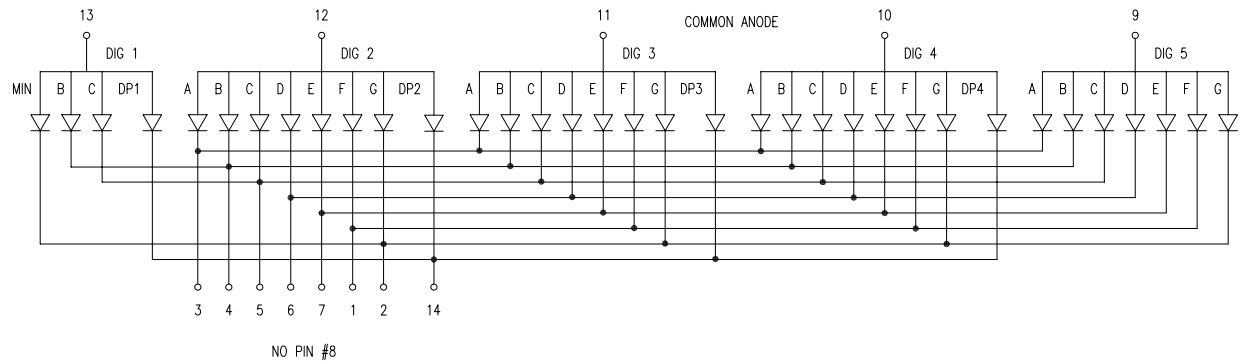 13 12 11 COMMON ANODE 10 9
DIG 1 DIG 2 DIG 3 DIG 4 DIG 5
MIN B C DP1 A B C D E F G DP2 A B C D E F G DP3 A B C D E F G DP4 A B C D E F G
3 4 5 6 7 1 2 14
NO PIN #8